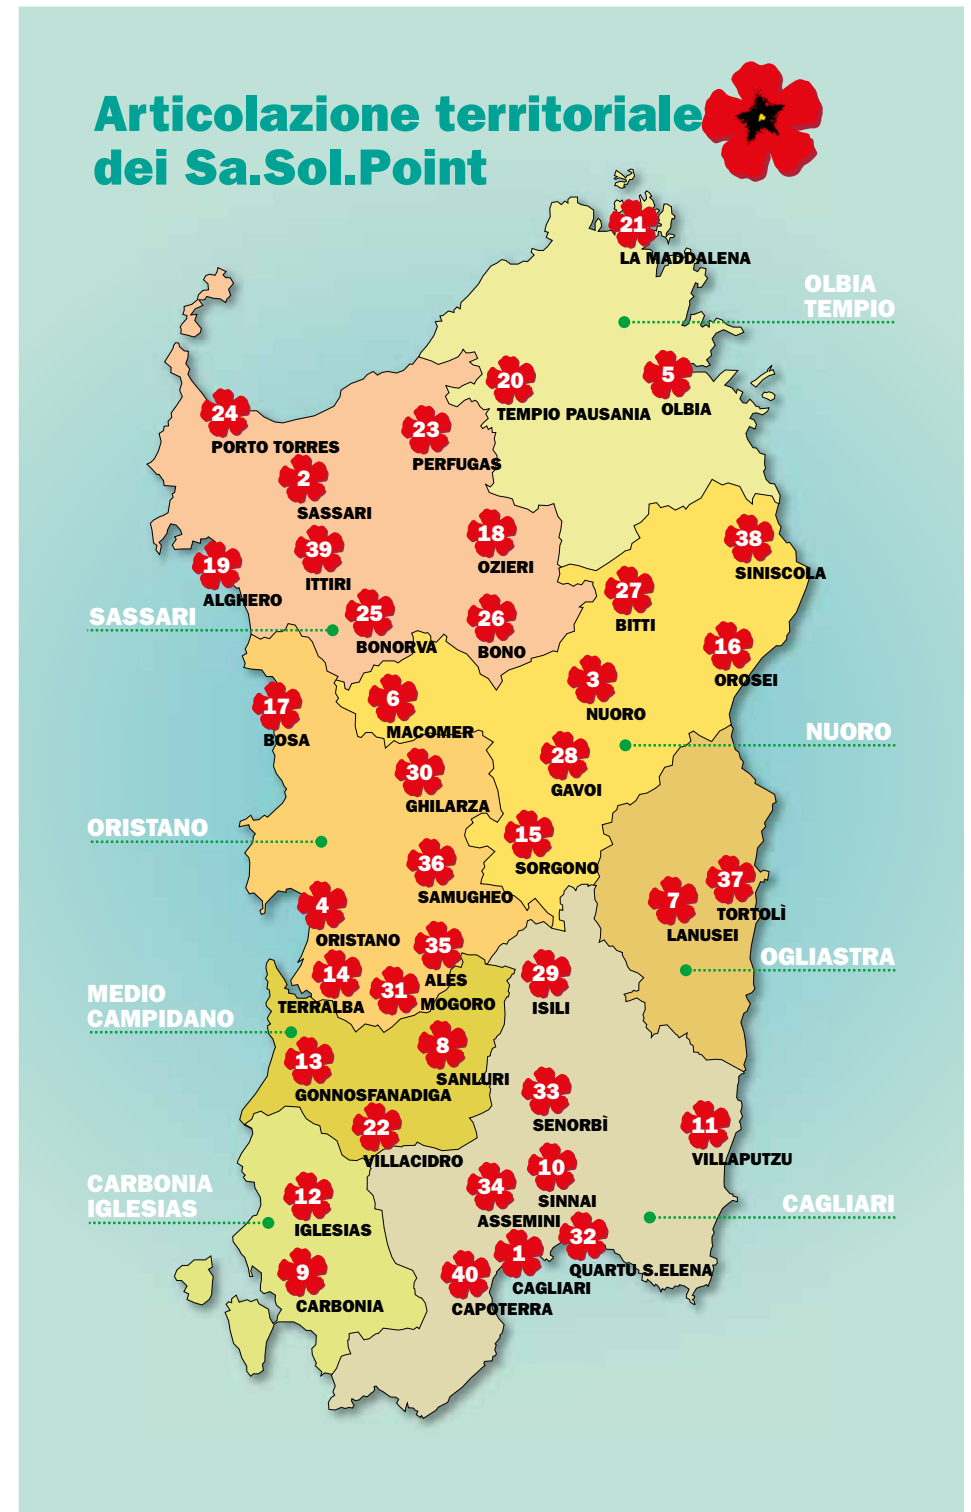 Articolazione territoriale
dei Sa.Sol.Point
21
LA MADDALENA
OLBIA
TEMPIO
20
TEMPIO PAUSANIA
5
OLBIA
24
PORTO TORRES
23
PERFUGAS
2
SASSARI
18
OZIERI
38
SINISCOLA
39
ITTIRI
19
ALGHERO
27
BITTI
SASSARI
25
BONORVA
26
BONO
16
OROSEI
3
NUORO
6
MACOMER
17
BOSA
NUORO
28
GAVOI
30
GHILARZA
ORISTANO
15
SORGONO
36
SAMUGHEO
37
TORTOLÌ
7
LANUSEI
4
ORISTANO
35
ALES
OGLIASTRA
29
ISILI
14
TERRALBA
31
MOGORO
MEDIO
CAMPIDANO
8
SANLURI
13
GONNOSFANADIGA
33
SENORBÌ
11
VILLAPUTZU
22
VILLACIDRO
10
SINNAI
34
ASSEMINI
CARBONIA
IGLESIAS
12
IGLESIAS
CAGLIARI
32
QUARTU S.ELENA
1
CAGLIARI
9
CARBONIA
40
CAPOTERRA